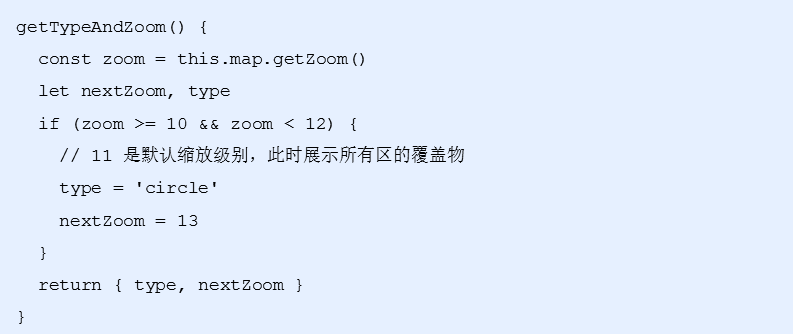 getTypeAndZoom() {
  const zoom = this.map.getZoom()
  let nextZoom, type
  if (zoom >= 10 && zoom < 12) {
    // 11 是默认缩放级别，此时展示所有区的覆盖物
    type = 'circle'
    nextZoom = 13
  }
  return { type, nextZoom }
}